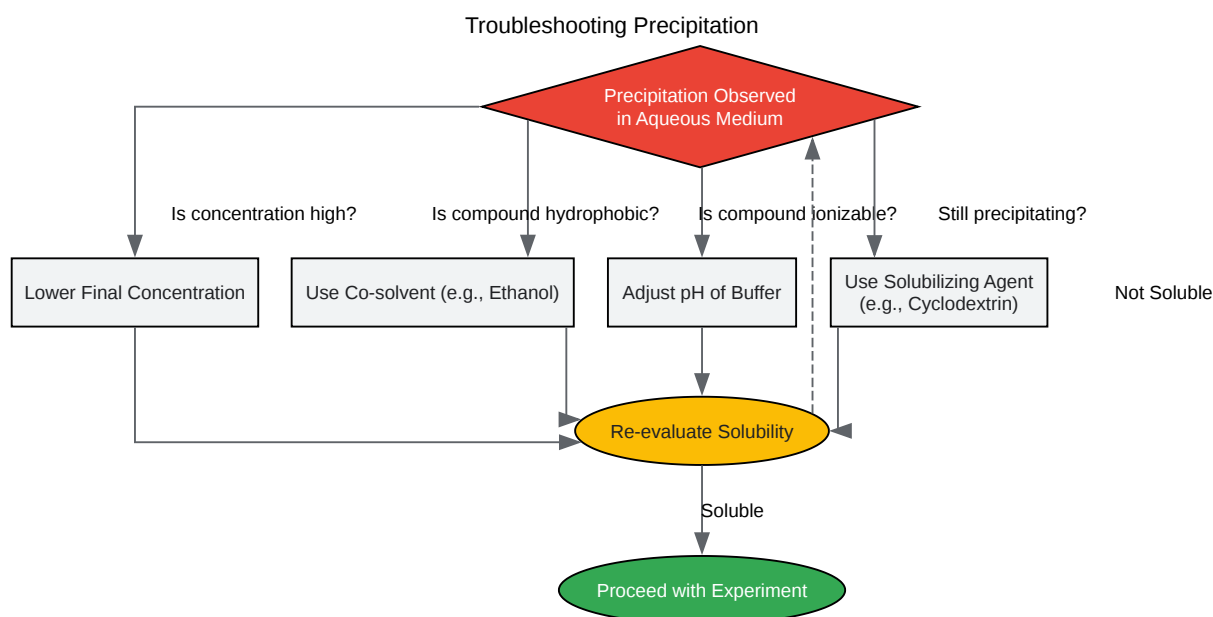 Troubleshooting Precipitation
Precipitation Observed
in Aqueous Medium
Is concentration high?
Is compound hydrophobic?
Is compound ionizable?
Still precipitating?
Lower Final Concentration
Use Co-solvent (e.g., Ethanol)
Adjust pH of Buffer
Use Solubilizing Agent
(e.g., Cyclodextrin)
Not Soluble
Re-evaluate Solubility
Soluble
Proceed with Experiment